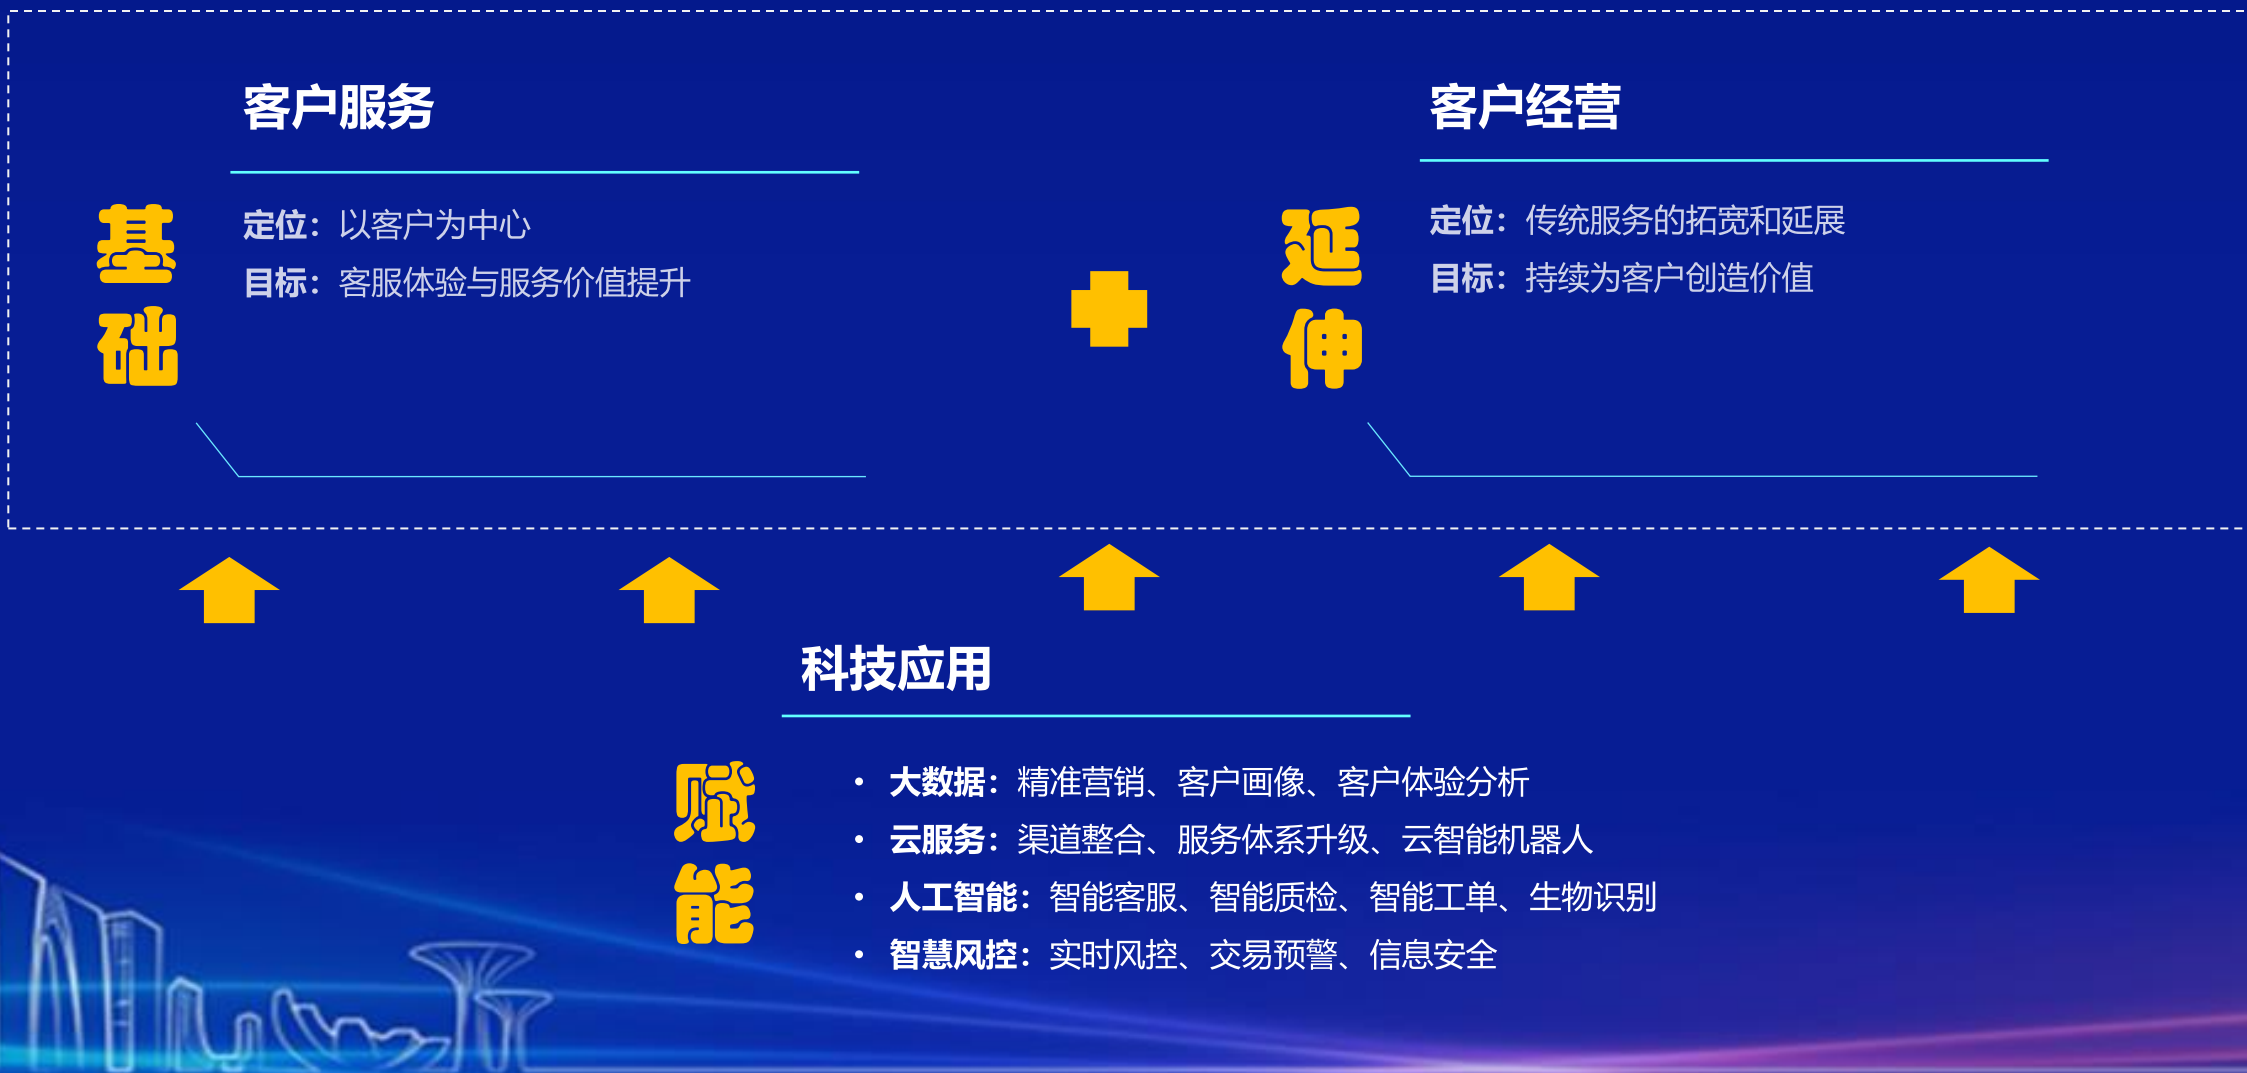 客户服务
基础
定位：以客户为中心
目标：客服体验与服务价值提升
客户经营
延伸
定位：传统服务的拓宽和延展
目标：持续为客户创造价值
科技应用
赋能
• 大数据：精准营销、客户画像、客户体验分析
• 云服务：渠道整合、服务体系升级、云智能机器人
• 人工智能：智能客服、智能质检、智能工单、生物识别
• 智慧风控：实时风控、交易预警、信息安全